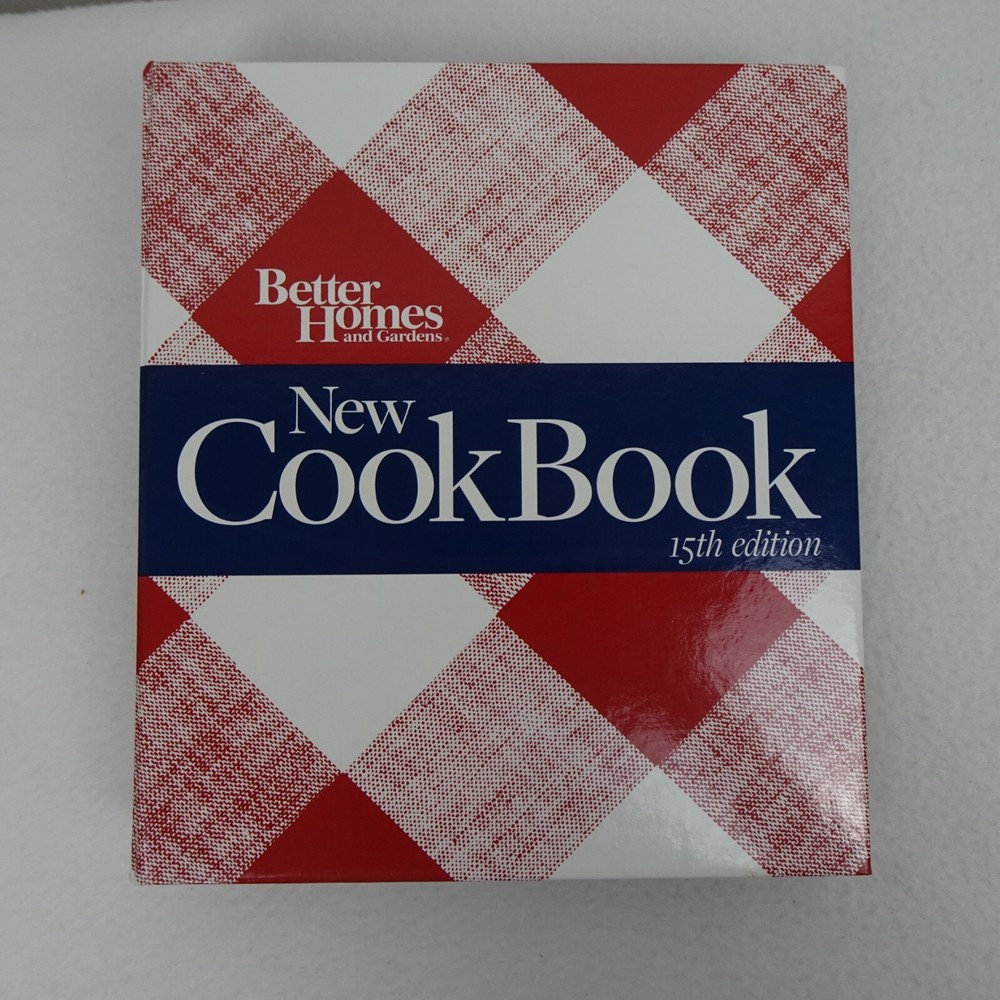 Better
Homes
and Gardens®
New
CookBook
15th edition